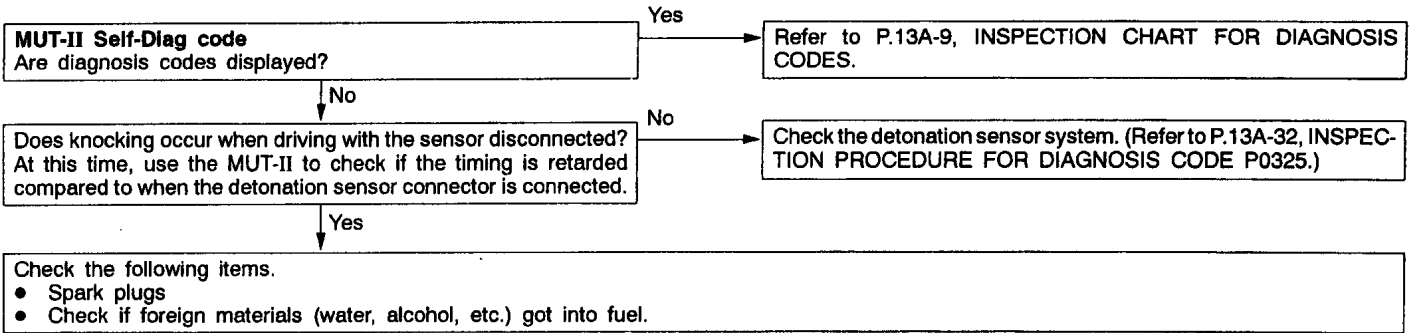 Yes
MUT-II Self-Diag code
Are diagnosis codes displayed?
Refer to P.13A-9, INSPECTION CHART FOR DIAGNOSIS
CODES.
No
Does knocking occur when driving with the sensor disconnected?
At this time, use the MUT-II to check if the timing is retarded
compared to when the detonation sensor connector is connected.
No
Check the detonation sensor system. (Refer to P.13A-32, INSPEC-
TION PROCEDURE FOR DIAGNOSIS CODE P0325.)
Yes
Check the following items.
● Spark plugs
● Check if foreign materials (water, alcohol, etc.) got into fuel.